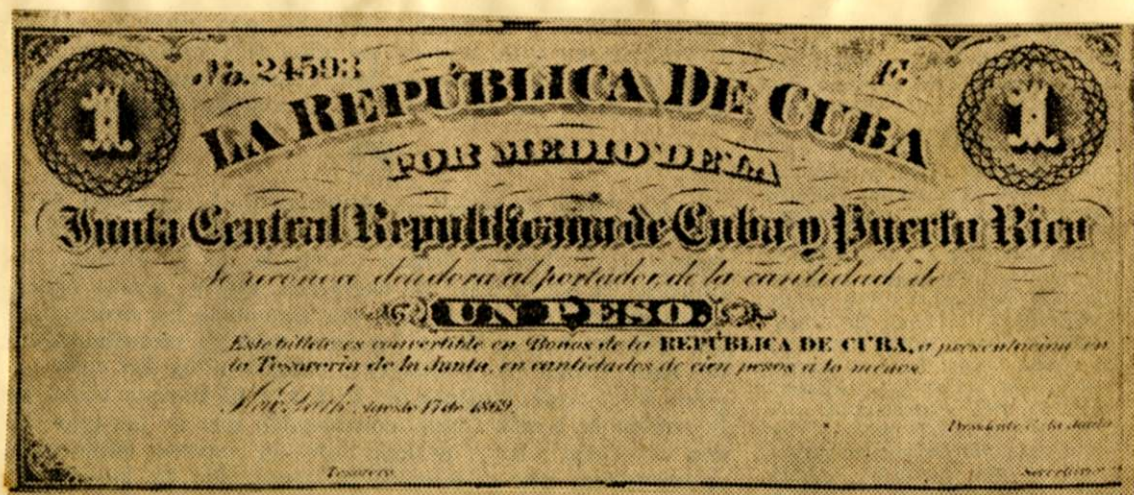 1 No. 24593 F. 1
LA REPÚBLICA DE CUBA
POR MEDIO DE LA
Junta Central Republicana de Cuba y Puerto Rico
Se reconoce deudora al portador, de la cantidad de
UN PESO.
Este billete es convertible en Bonos de la REPÚBLICA DE CUBA, a presentacion en
la Tesoreria de la Junta, en cantidades de cien pesos a lo menos.
New York, Agosto 17 de 1869.
Presidente de la Junta
Tesorero Secretario